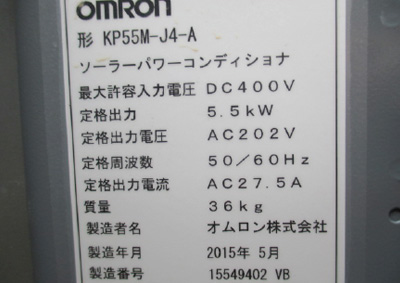 OMRON
形 KP55M-J4-A
ソーラーパワーコンディショナ
最大許容入力電圧 DC400V
定格出力 5.5kW
定格出力電圧 AC202V
定格周波数 50/60Hz
定格出力電流 AC27.5A
質量 36kg
製造者名 オムロン株式会社
製造年月 2015年 5月
製造番号 15549402 VB